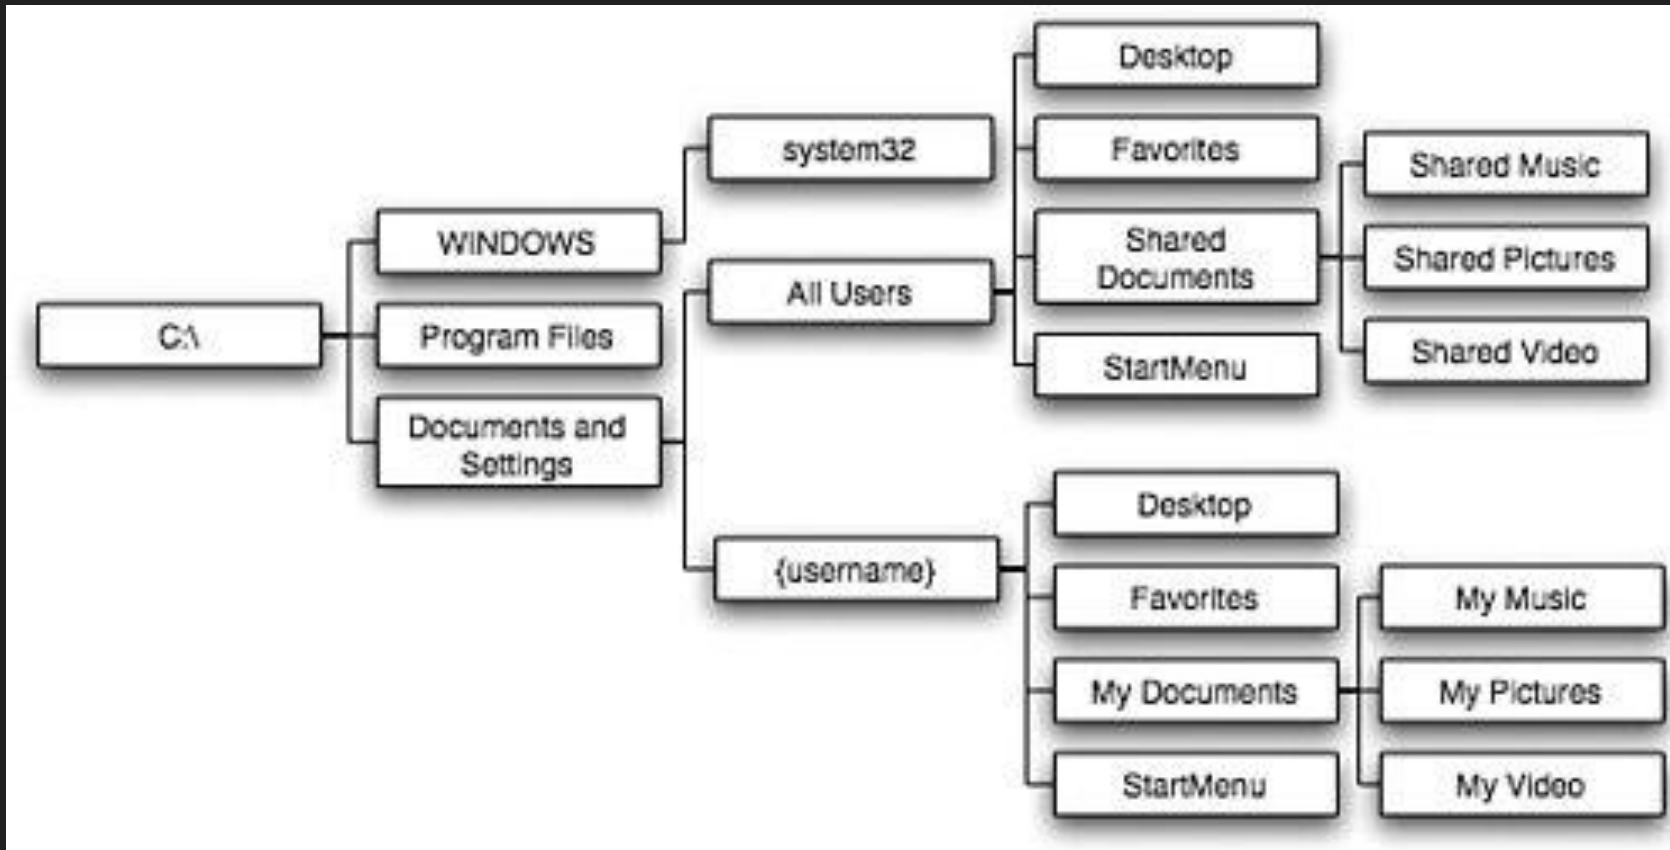 C:\
WINDOWS
Program Files
Documents and
Settings
system32
All Users
{username}
Desktop
Favorites
Shared
Documents
StartMenu
Shared Music
Shared Pictures
Shared Video
Desktop
Favorites
My Documents
StartMenu
My Music
My Pictures
My Video